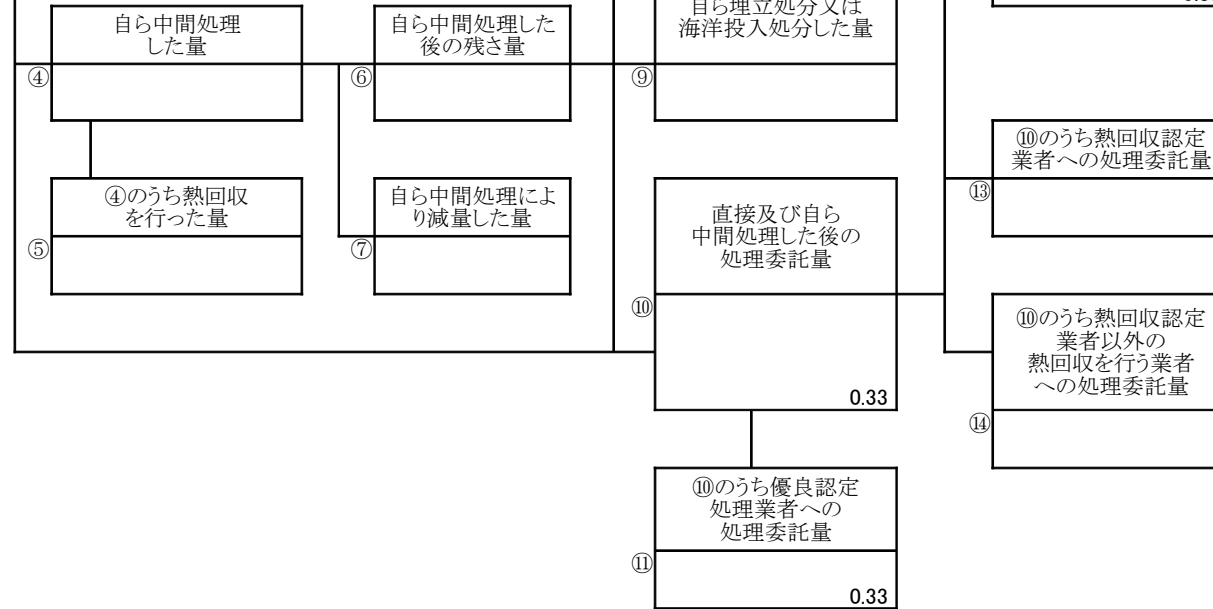 自ら中間処理
した量
④
⑤
④のうち熱回収
を行った量
自ら中間処理した
後の残さ量
⑥
自ら中間処理によ
り減量した量
⑦
自ら埋立処分又は
海洋投入処分した量
⑨
直接及び自ら
中間処理した後の
処理委託量
⑩
0.33
⑩のうち優良認定
処理業者への
処理委託量
⑪
0.33
⑩のうち熱回収認定
業者への処理委託量
⑬
⑩のうち熱回収認定
業者以外の
熱回収を行う業者
への処理委託量
⑭